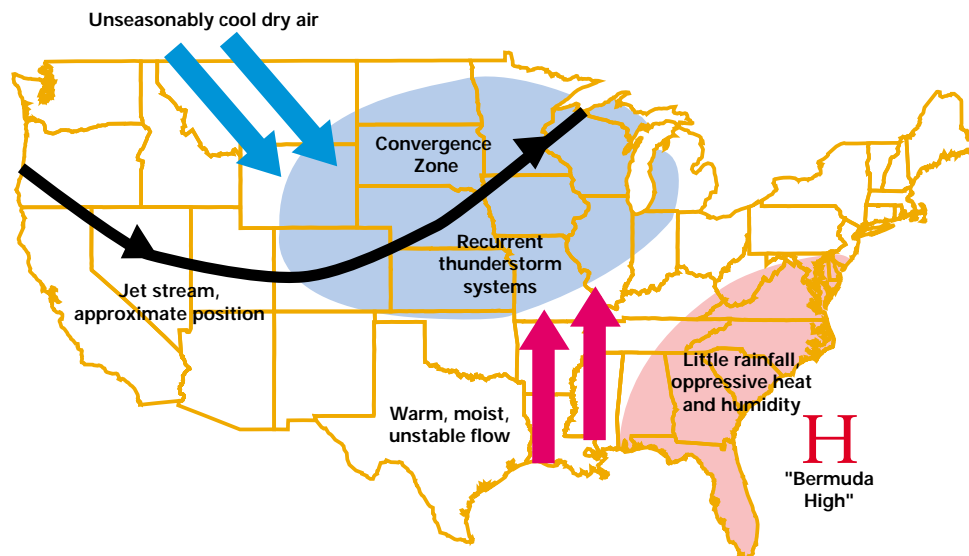 Unseasonably cool dry air
Convergence
Zone
Recurrent
thunderstorm
systems
Jet stream,
approximate position
Little rainfall,
oppressive heat
and humidity
Warm, moist,
unstable flow
H
"Bermuda
High"